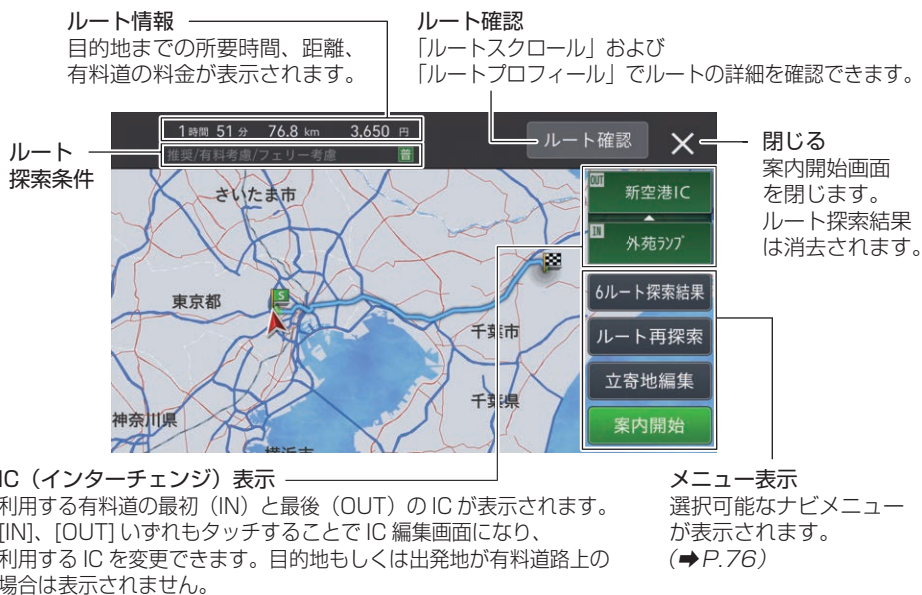 ルート情報
目的地までの所要時間、距離、
有料道の料金が表示されます。
ルート確認
「ルートスクロール」および
「ルートプロフィール」でルートの詳細を確認できます。
ルート
探索条件
1時間 51分 76.8 km 3,650 円
推奨/有料考慮/フェリー考慮 普
ルート確認
閉じる
案内開始画面
を閉じます。
ルート探索結果
は消去されます。
OUT 新空港IC
IN 外苑ランプ
6ルート探索結果
ルート再探索
立寄地編集
案内開始
さいたま市
東京都
S
千葉市
千葉県
神奈川県
横浜市
IC（インターチェンジ）表示
利用する有料道の最初（IN）と最後（OUT）の IC が表示されます。
[IN]、[OUT] いずれもタッチすることで IC 編集画面になり、
利用する IC を変更できます。目的地もしくは出発地が有料道路上の
場合は表示されません。
メニュー表示
選択可能なナビメニュー
が表示されます。
(➡P.76)